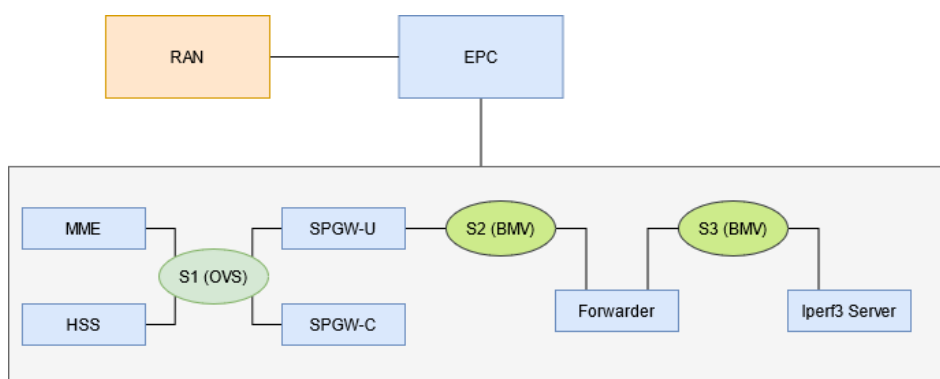 RAN
EPC
MME
SPGW-U
S2 (BMV)
S3 (BMV)
S1 (OVS)
HSS
SPGW-C
Forwarder
Iperf3 Server